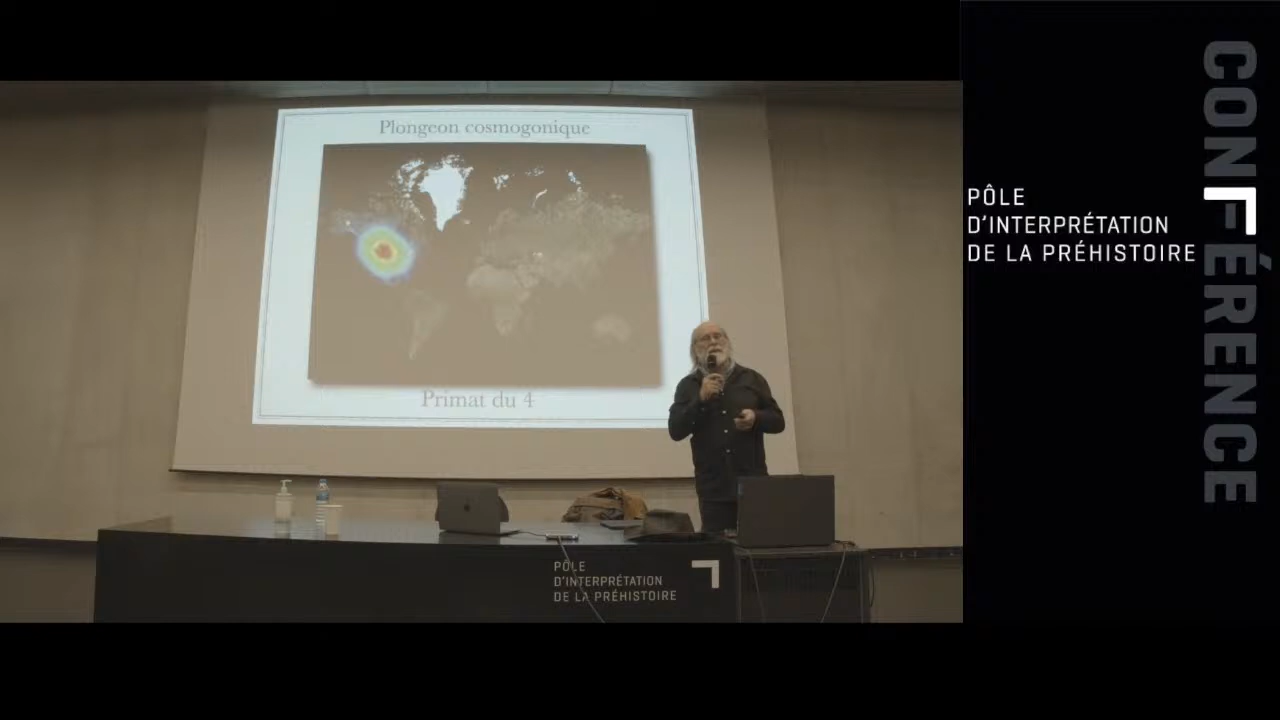 Plongeon cosmogonique
Primat du 4
PÔLE
D'INTERPRÉTATION
DE LA PRÉHISTOIRE
PÔLE
D'INTERPRÉTATION
DE LA PRÉHISTOIRE
CONFÉRENCE